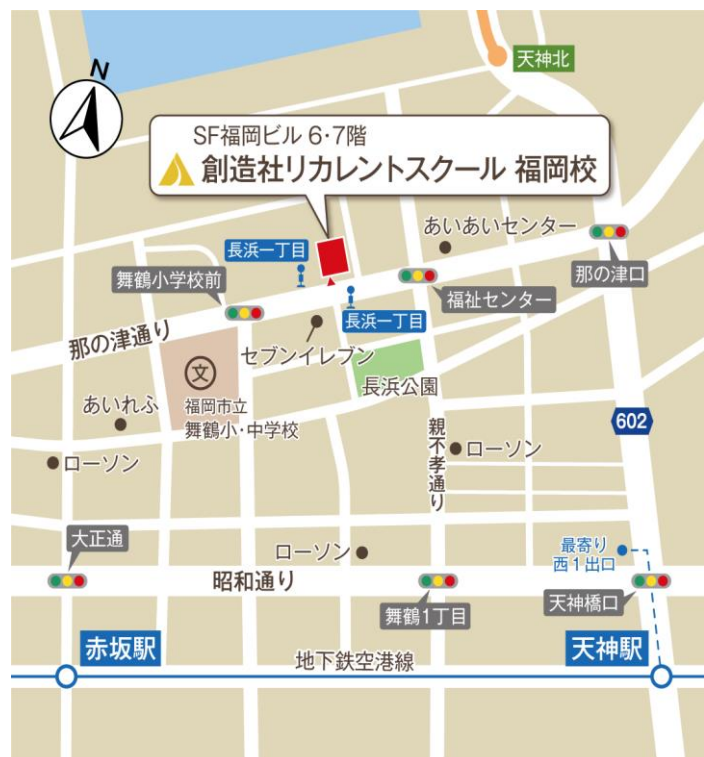 N
天神北
SF福岡ビル 6・7階
創造社リカレントスクール 福岡校
あいあいセンター
長浜一丁目
那の津口
舞鶴小学校前
福祉センター
長浜一丁目
那の津通り
セブンイレブン
文
長浜公園
あいれふ
福岡市立
舞鶴小・中学校
602
親不孝通り
ローソン
ローソン
大正通
ローソン
最寄り
西1出口
昭和通り
舞鶴1丁目
天神橋口
赤坂駅
地下鉄空港線
天神駅